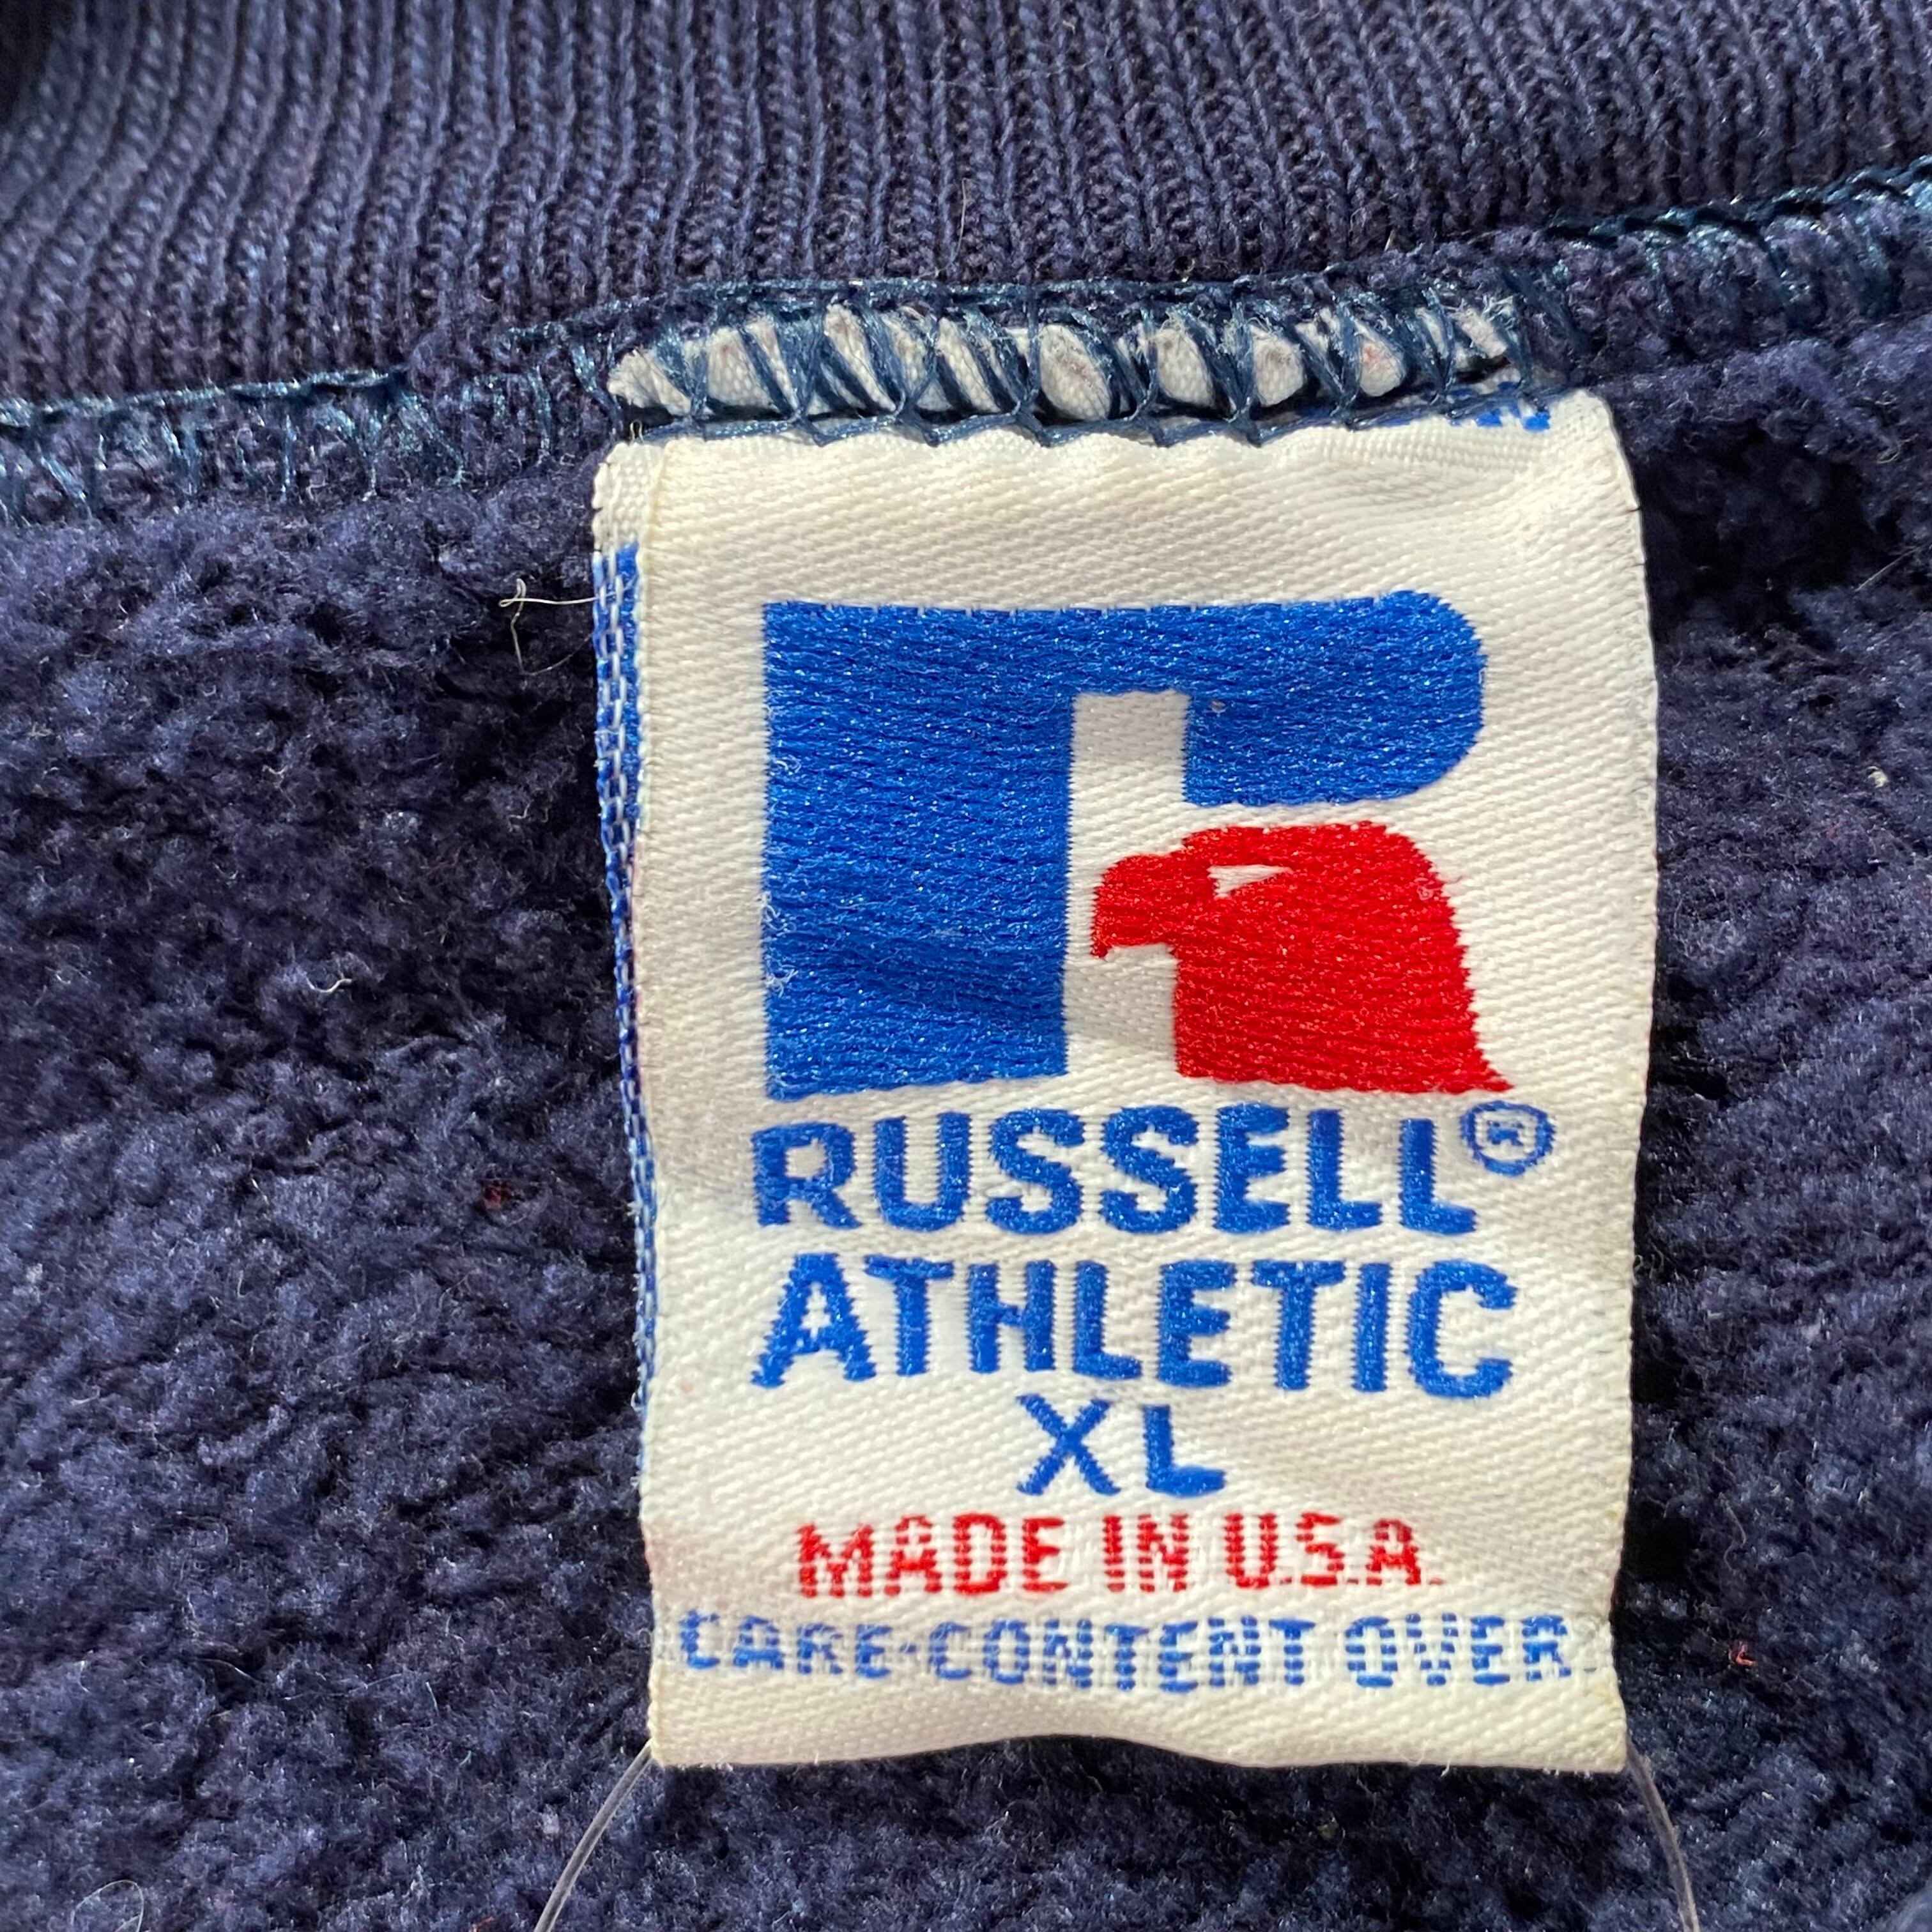 RUSSELL®
ATHLETIC
XL
MADE IN U.S.A.
CARE·CONTENT OVER.